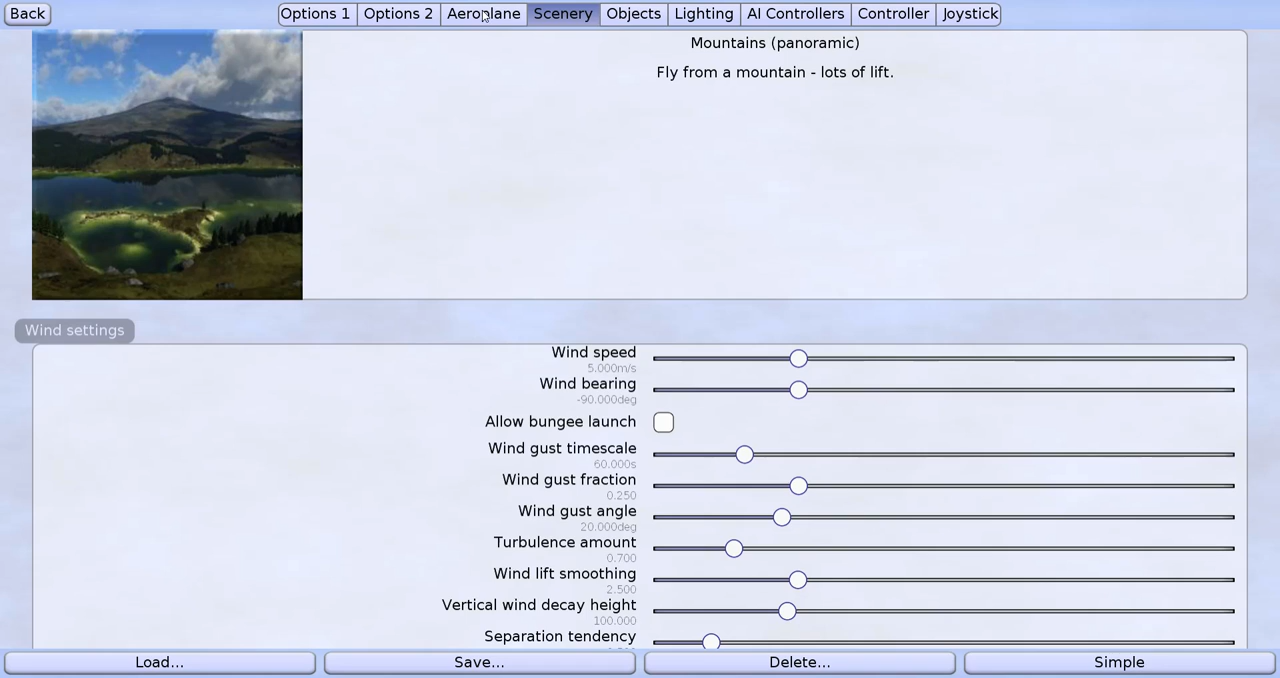 Back
Options 1
Options 2
Aeroplane
Scenery
Objects
Lighting
AI Controllers
Controller
Joystick
Mountains (panoramic)
Fly from a mountain - lots of lift.
Wind settings
Wind speed
5.000m/s
Wind bearing
-90.000deg
Allow bungee launch
Wind gust timescale
60.000s
Wind gust fraction
0.250
Wind gust angle
20.000deg
Turbulence amount
0.700
Wind lift smoothing
2.500
Vertical wind decay height
100.000
Separation tendency
Load...
Save...
Delete...
Simple